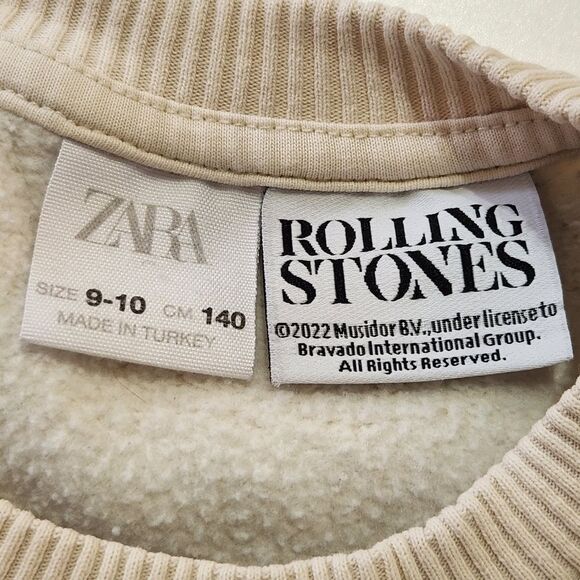 ZARA
SIZE 9-10 CM 140
MADE IN TURKEY
ROLLING
STONES
©2022 Musidor B.V.,under license to
Bravado International Group.
All Rights Reserved.